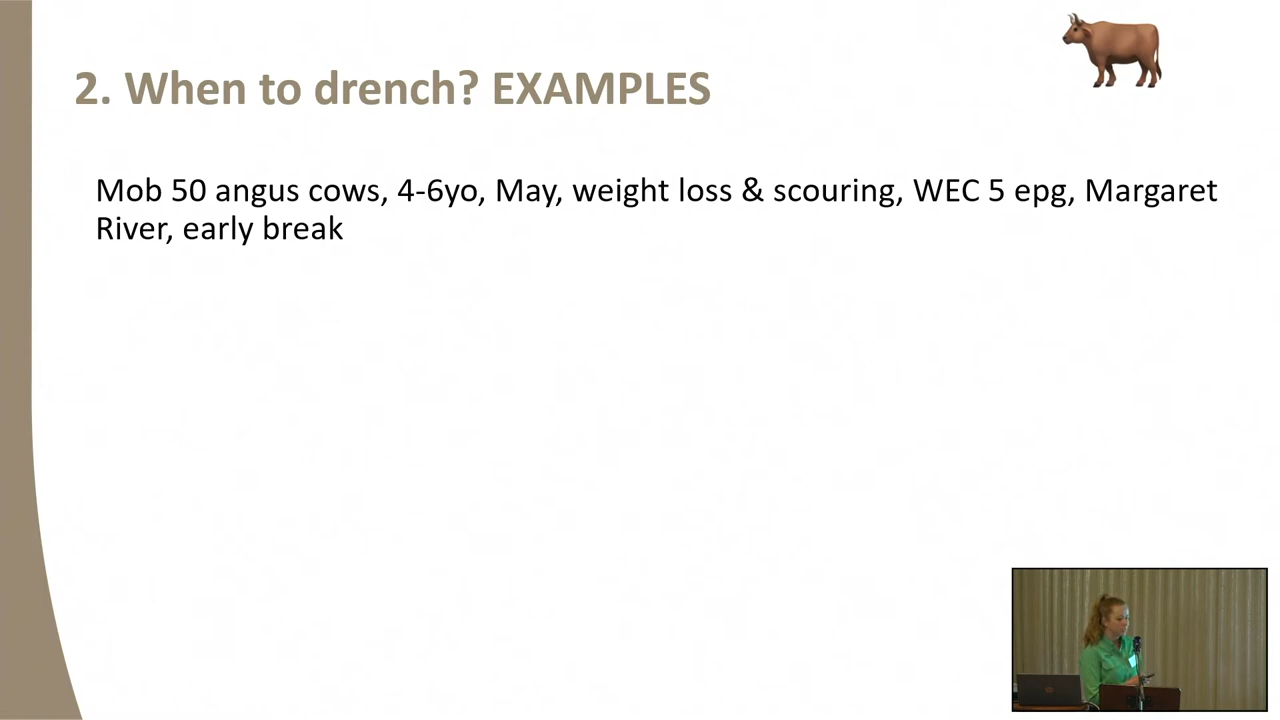 2. When to drench? EXAMPLES
Mob 50 angus cows, 4-6yo, May, weight loss & scouring, WEC 5 epg, Margaret
River, early break